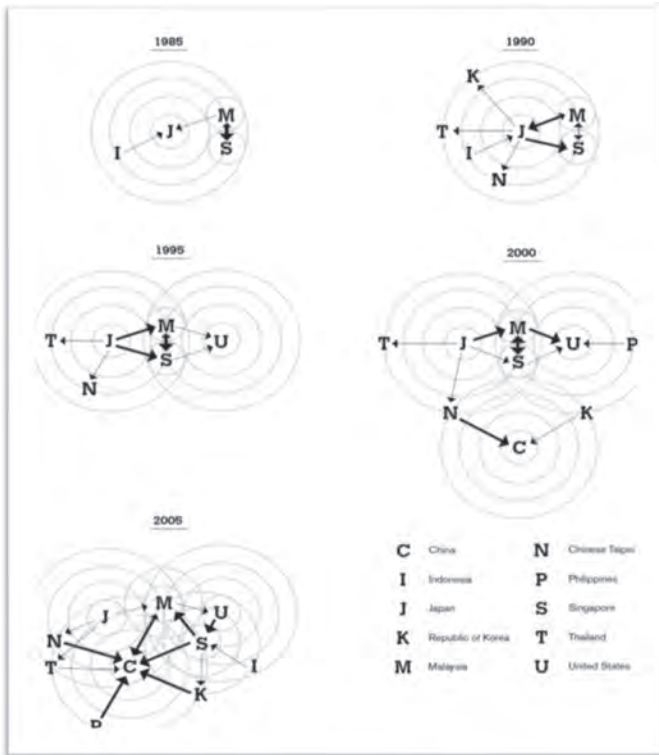 1985
1990
K
M
J
I
S
T
J
M
I
S
N
1995
2000
M
T
J
U
S
N
M
T
J
U
P
S
N
K
C
2005
J
M
U
N
S
T
C
I
K
P
C China
N Chinese Taipei
I Indonesia
P Philippines
J Japan
S Singapore
K Republic of Korea
T Thailand
M Malaysia
U United States